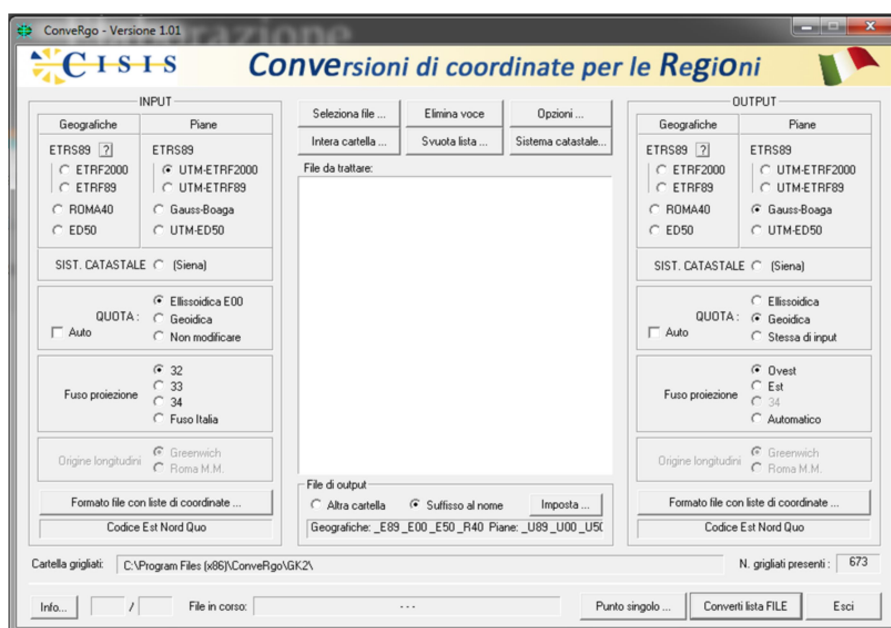 ConveRgo - Versione 1.01
CISIS
Conversioni di coordinate per le Regioni
INPUT
Geografiche Piane
ETRS89 ? ETRS89
ETRF2000 UTM-ETRF2000
ETRF89 UTM-ETRF89
ROMA40 Gauss-Boaga
ED50 UTM-ED50
SIST. CATASTALE (Siena)
QUOTA :
Auto
Ellissoidica E00
Geoidica
Non modificare
Fuso proiezione
32
33
34
Fuso Italia
Origine longitudini
Greenwich
Roma M.M.
Formato file con liste di coordinate ...
Codice Est Nord Quo
Seleziona file ... Elimina voce Opzioni ...
Intera cartella ... Svuota lista ... Sistema catastale...
File da trattare:
File di output
Altra cartella Suffisso al nome Imposta ...
Geografiche: _E89 _E00 _E50 _R40 Piane: _U89 _U00 _U50
OUTPUT
Geografiche Piane
ETRS89 ? ETRS89
ETRF2000 UTM-ETRF2000
ETRF89 UTM-ETRF89
ROMA40 Gauss-Boaga
ED50 UTM-ED50
SIST. CATASTALE (Siena)
QUOTA :
Auto
Ellissoidica
Geoidica
Stessa di input
Fuso proiezione
Ovest
Est
34
Automatico
Origine longitudini
Greenwich
Roma M.M.
Formato file con liste di coordinate ...
Codice Est Nord Quo
Cartella grigliati: C:\Program Files (x86)\ConveRgo\GK2\ N. grigliati presenti : 673
Info... / File in corso: - - - Punto singolo ... Converti lista FILE Esci